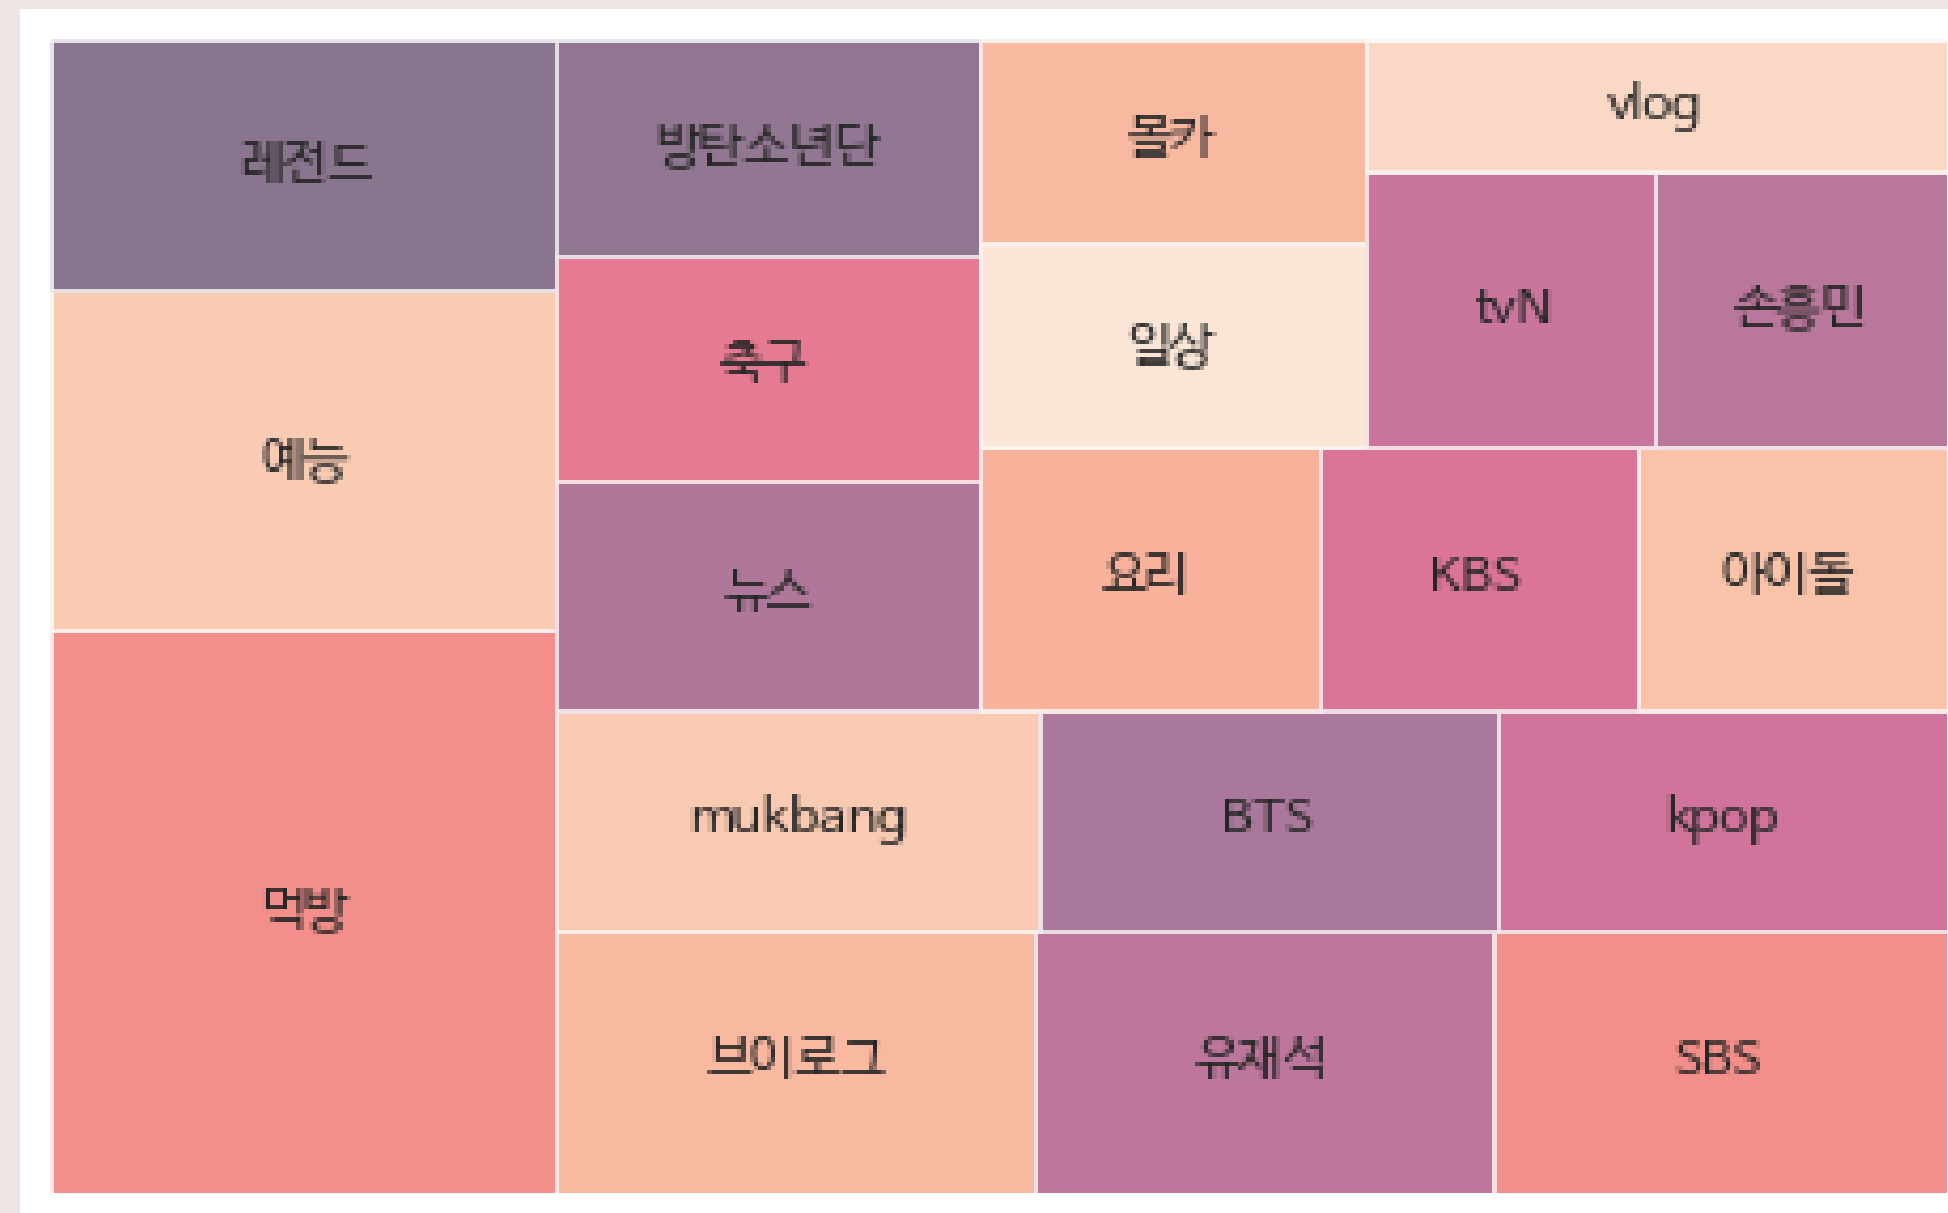 레전드
예능
먹방
방탄소년단
축구
뉴스
몰카
일상
vlog
tvN
손흥민
요리
KBS
아이돌
mukbang
BTS
kpop
브이로그
유재석
SBS